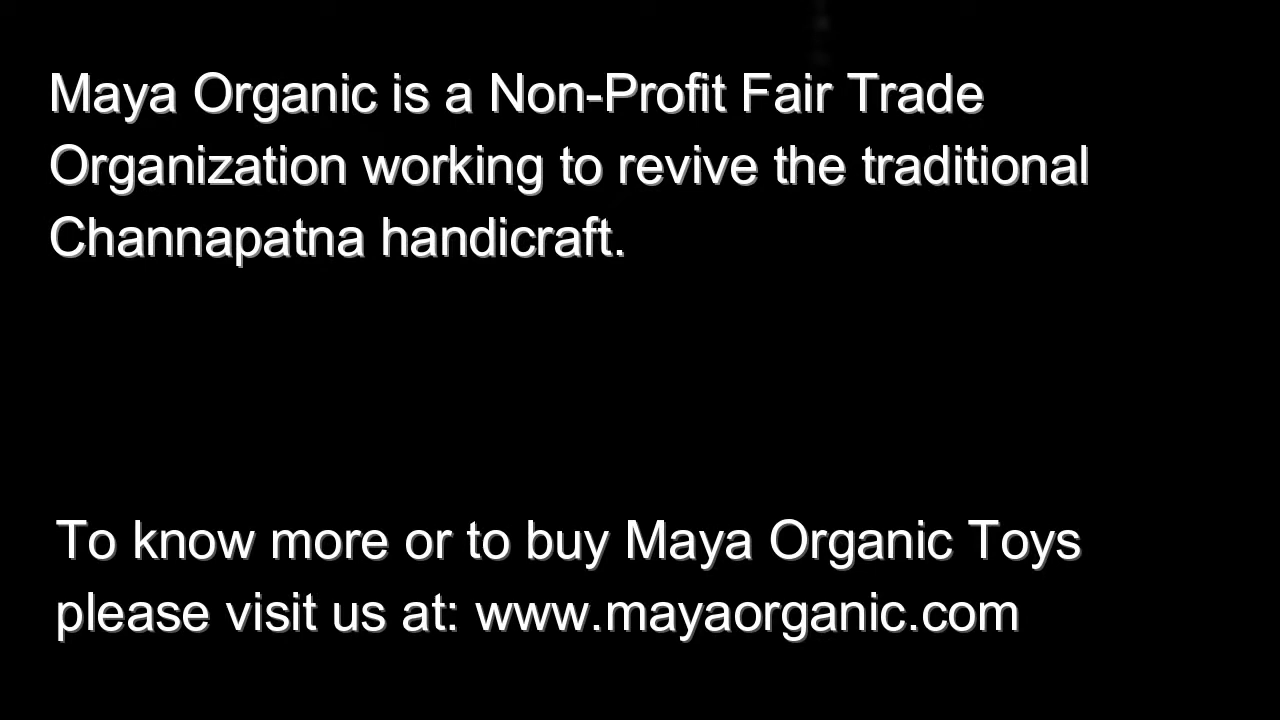 Maya Organic is a Non-Profit Fair Trade
Organization working to revive the traditional
Channapatna handicraft.
To know more or to buy Maya Organic Toys
please visit us at: www.mayaorganic.com